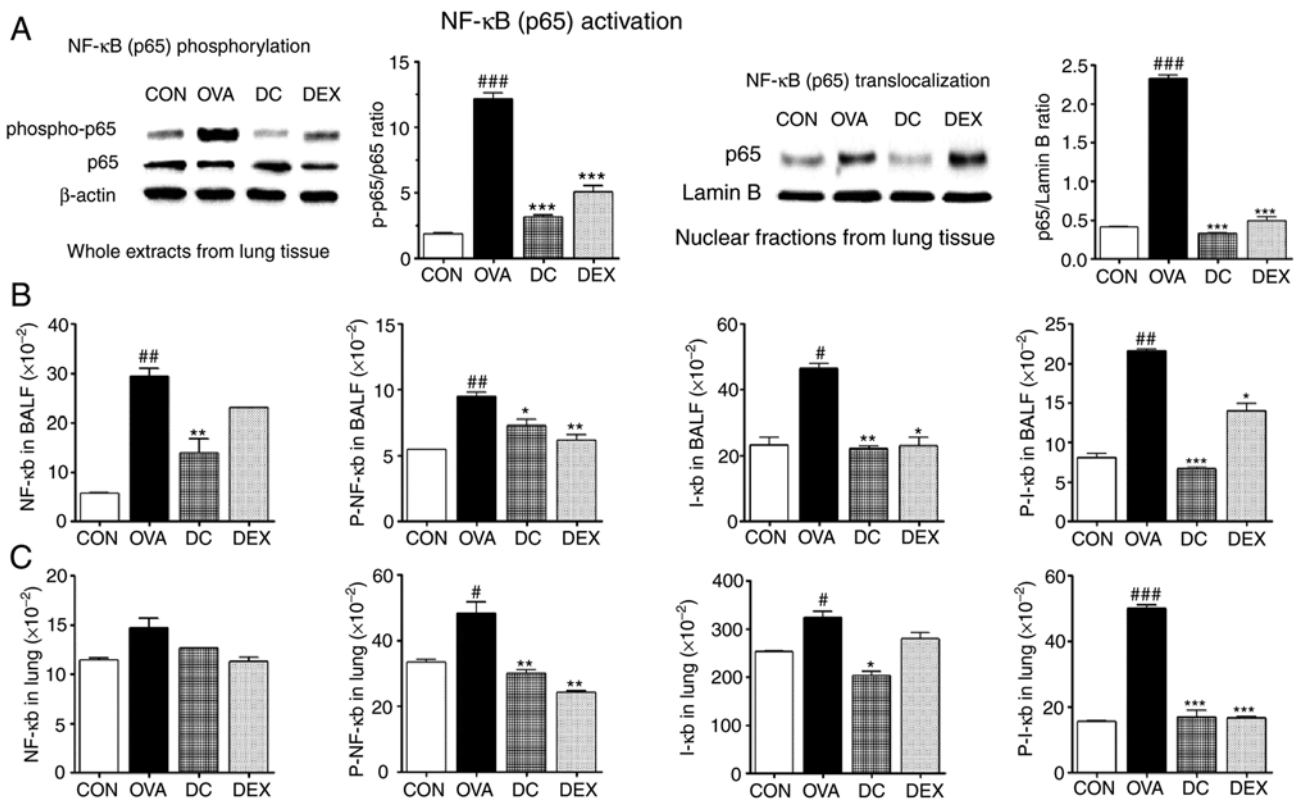 A
NF-κB (p65) activation
NF-κB (p65) phosphorylation
CON OVA DC DEX
phospho-p65
p65
β-actin
Whole extracts from lung tissue
p-p65/p65 ratio
15
10
5
0
###
***
***
CON OVA DC DEX
NF-κB (p65) translocalization
CON OVA DC DEX
p65
Lamin B
Nuclear fractions from lung tissue
p65/Lamin B ratio
2.5
2.0
1.5
1.0
0.5
0.0
###
***
***
CON OVA DC DEX
B
NF-κb in BALF (×10⁻²)
40
30
20
10
0
##
**
CON OVA DC DEX
P-NF-κb in BALF (×10⁻²)
15
10
5
0
##
*
**
CON OVA DC DEX
I-κb in BALF (×10⁻²)
60
40
20
0
#
**
*
CON OVA DC DEX
P-I-κb in BALF (×10⁻²)
25
20
15
10
5
0
##
***
*
CON OVA DC DEX
C
NF-κb in lung (×10⁻²)
20
15
10
5
0
CON OVA DC DEX
P-NF-κb in lung (×10⁻²)
60
40
20
0
#
**
**
CON OVA DC DEX
I-κb in lung (×10⁻²)
400
300
200
100
0
#
*
CON OVA DC DEX
P-I-κb in lung (×10⁻²)
60
40
20
0
###
***
***
CON OVA DC DEX